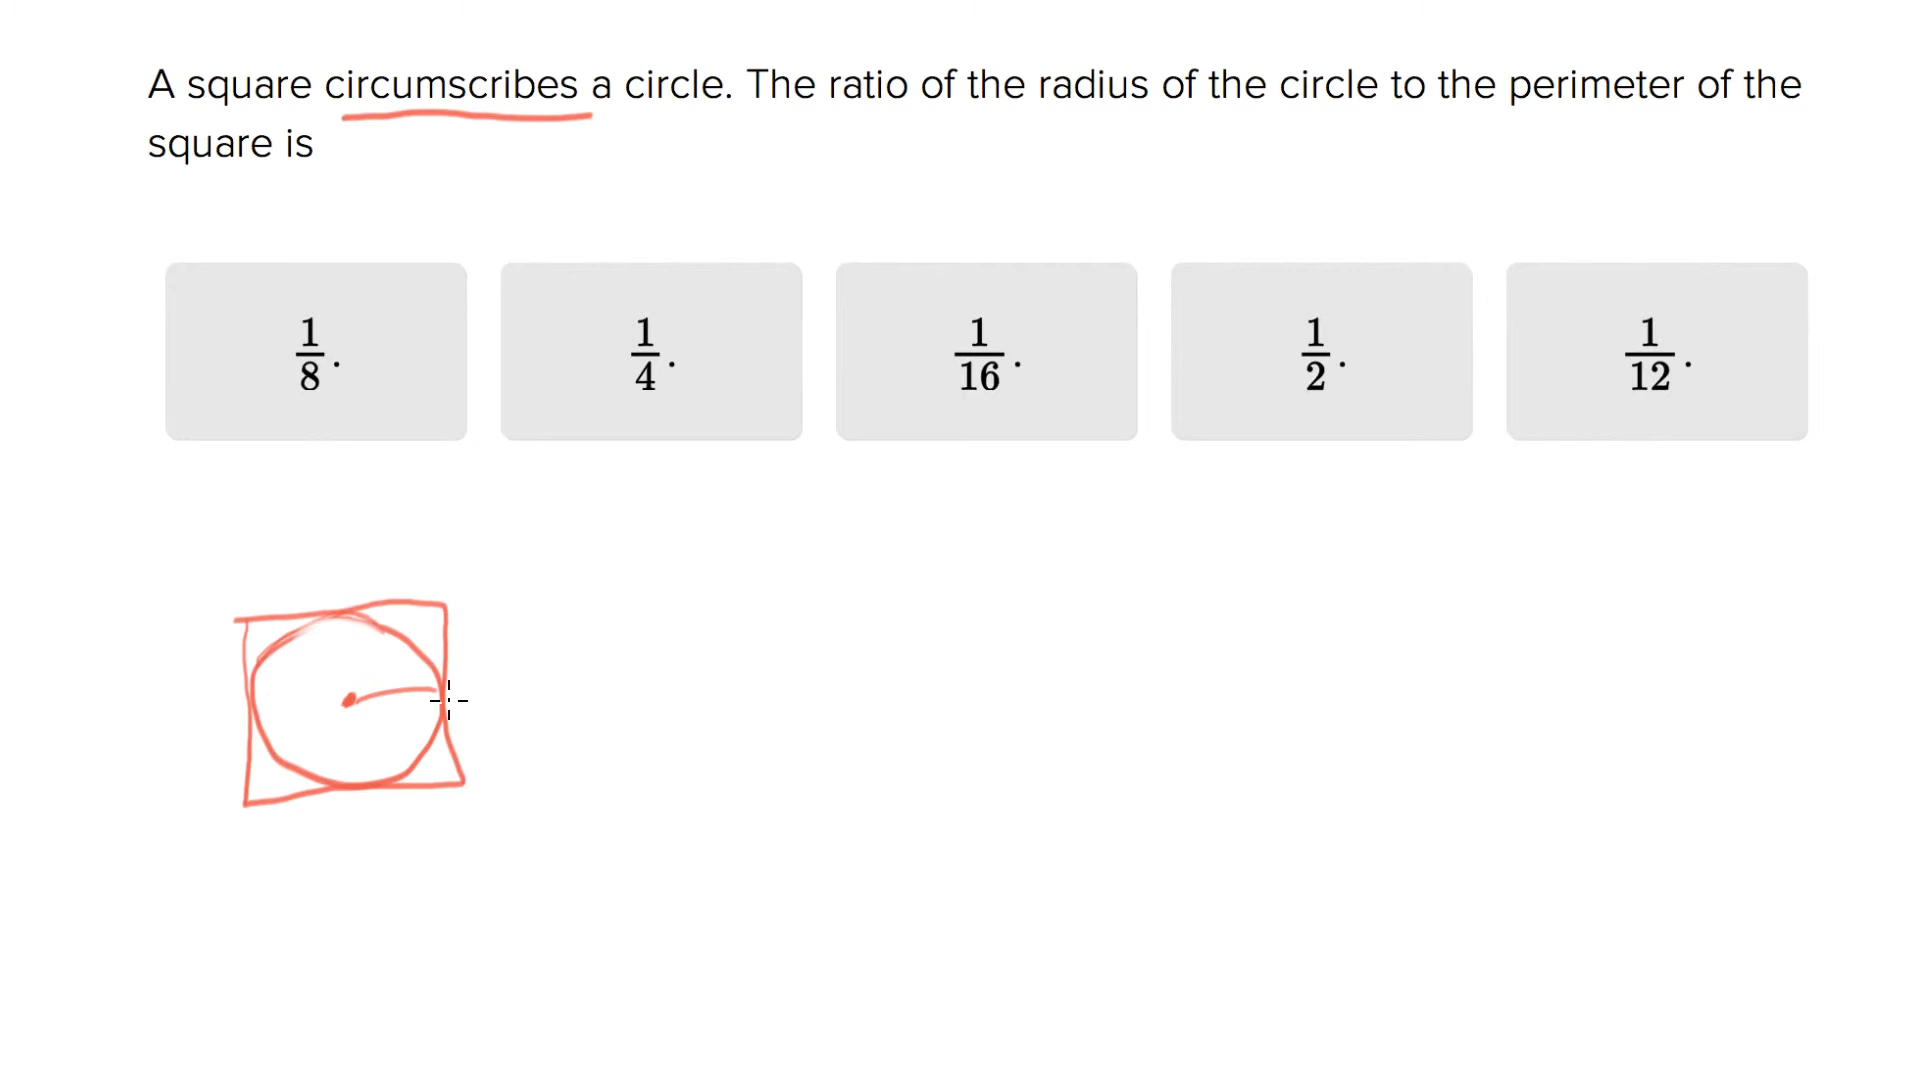 A square circumscribes a circle. The ratio of the radius of the circle to the perimeter of the
square is
1/8. 1/4. 1/16. 1/2. 1/12.